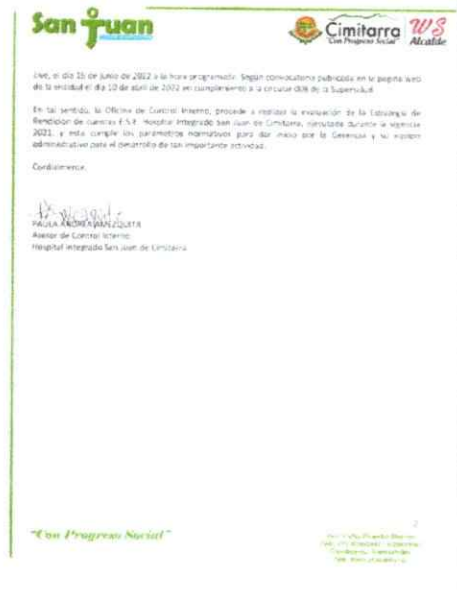 San Juan
Cimitarra
"Con Progreso Social"
WS
Alcalde
live, el día 15 de junio de 2022 a la hora programada. Según convocatoria publicada en la página web
de la entidad el día 10 de abril de 2022 en cumplimiento a la circular 008 de la Supersalud.
En tal sentido, la Oficina de Control Interno, procede a realizar la evaluación de la Estrategia de
Rendición de cuentas E.S.E. Hospital Integrado San Juan de Cimitarra, ejecutada durante la vigencia
2021, y esta cumple los parámetros normativos para dar inicio por la Gerencia y su equipo
administrativo para el desarrollo de tan importante actividad.
Cordialmente,
PAULA ANDREA AMEZQUITA
Asesor de Control Interno
Hospital Integrado San Juan de Cimitarra
2
"Con Progreso Social"
Cimitarra, Santander